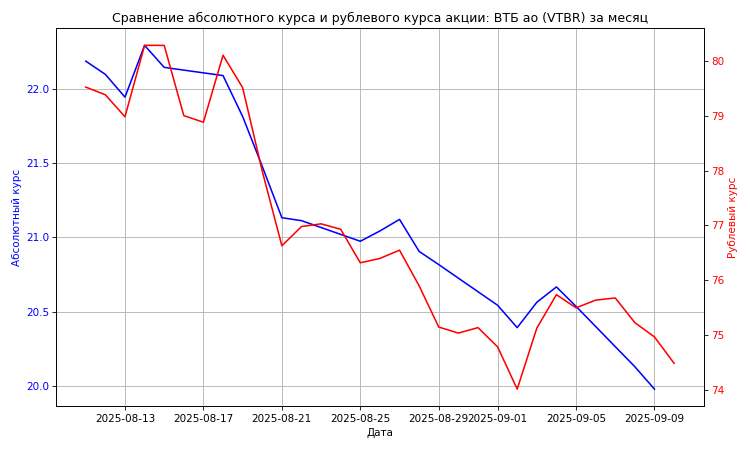 Сравнение абсолютного курса и рублевого курса акции: ВТБ ао (VTBR) за месяц
Абсолютный курс
22.0
21.5
21.0
20.5
20.0
80
79
78
77
76
75
74
Рублевый курс
2025-08-13 2025-08-17 2025-08-21 2025-08-25 2025-08-29 2025-09-01 2025-09-05 2025-09-09
Дата